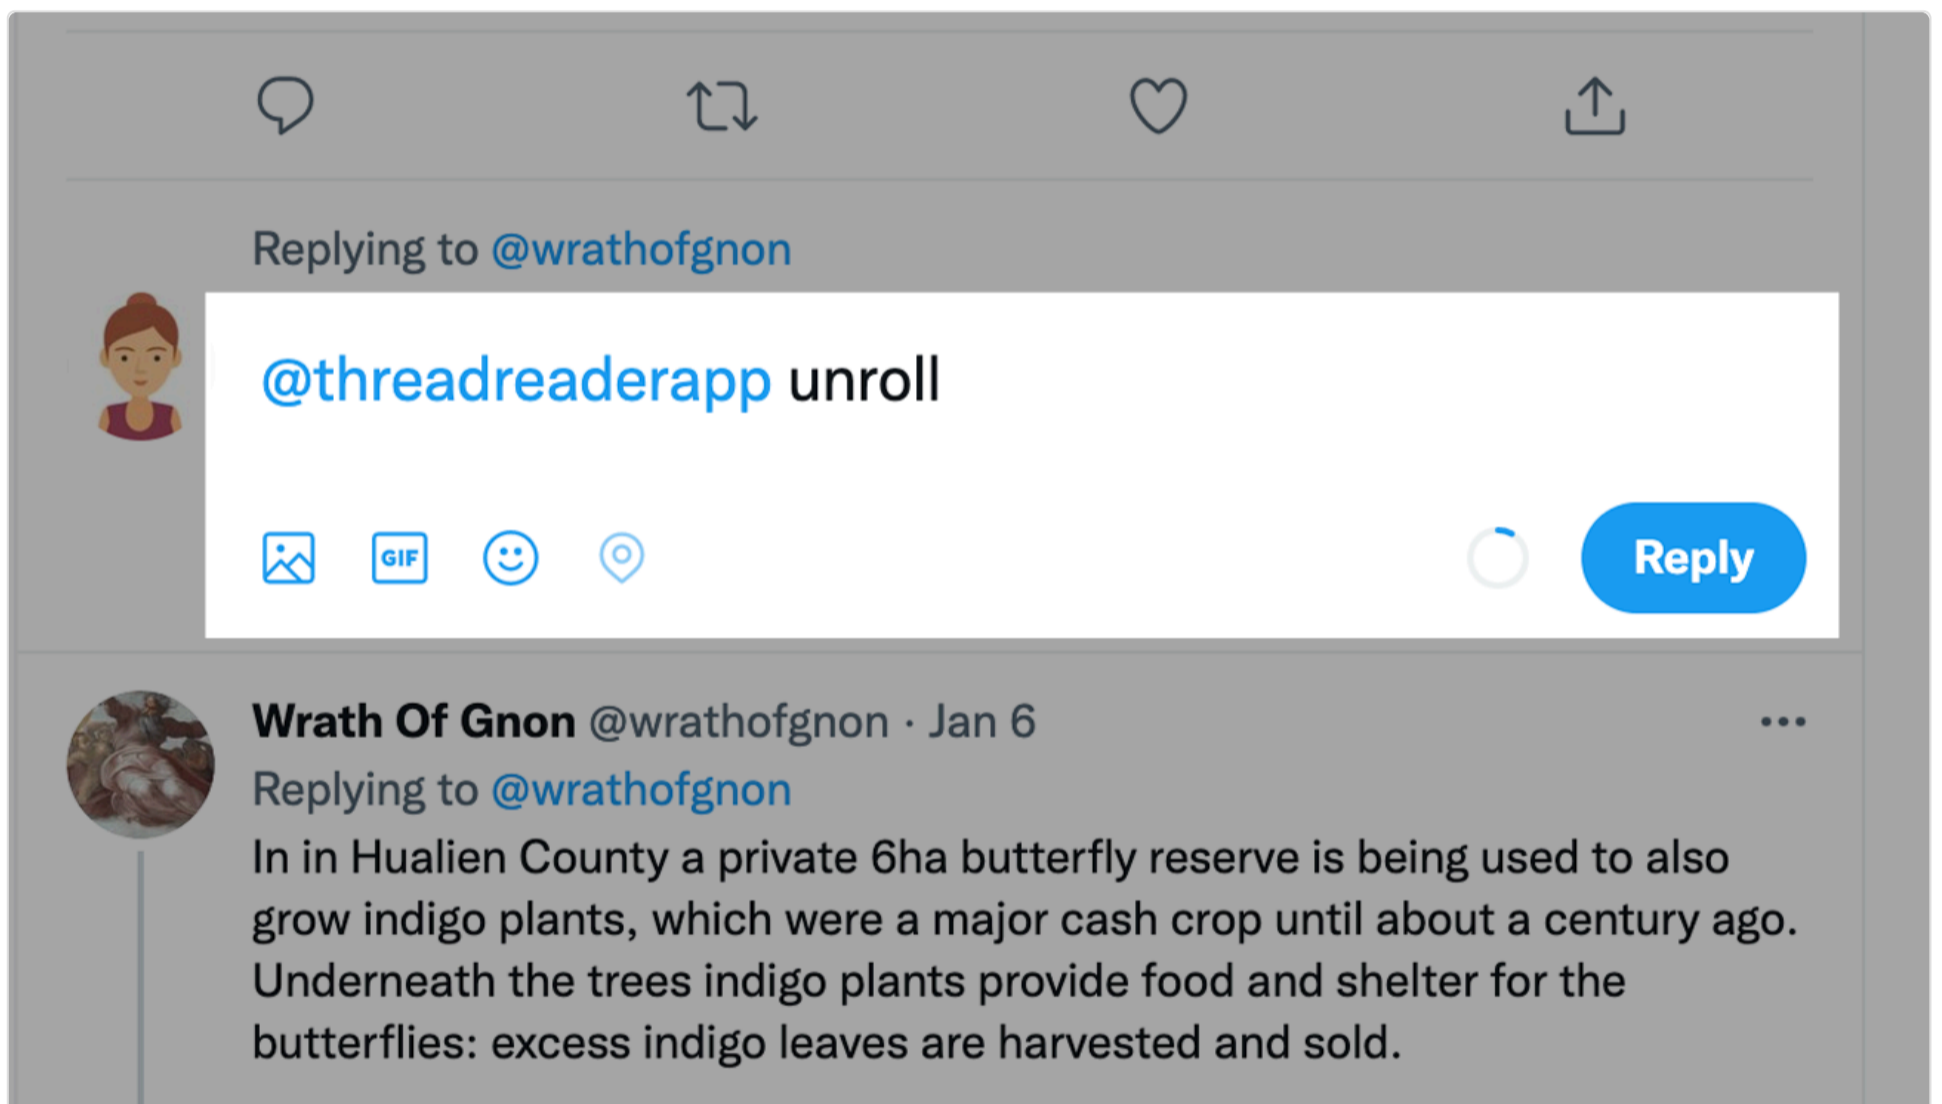 Replying to @wrathofgnon
@threadreaderapp unroll
GIF
Reply
Wrath Of Gnon @wrathofgnon · Jan 6
Replying to @wrathofgnon
In in Hualien County a private 6ha butterfly reserve is being used to also
grow indigo plants, which were a major cash crop until about a century ago.
Underneath the trees indigo plants provide food and shelter for the
butterflies: excess indigo leaves are harvested and sold.